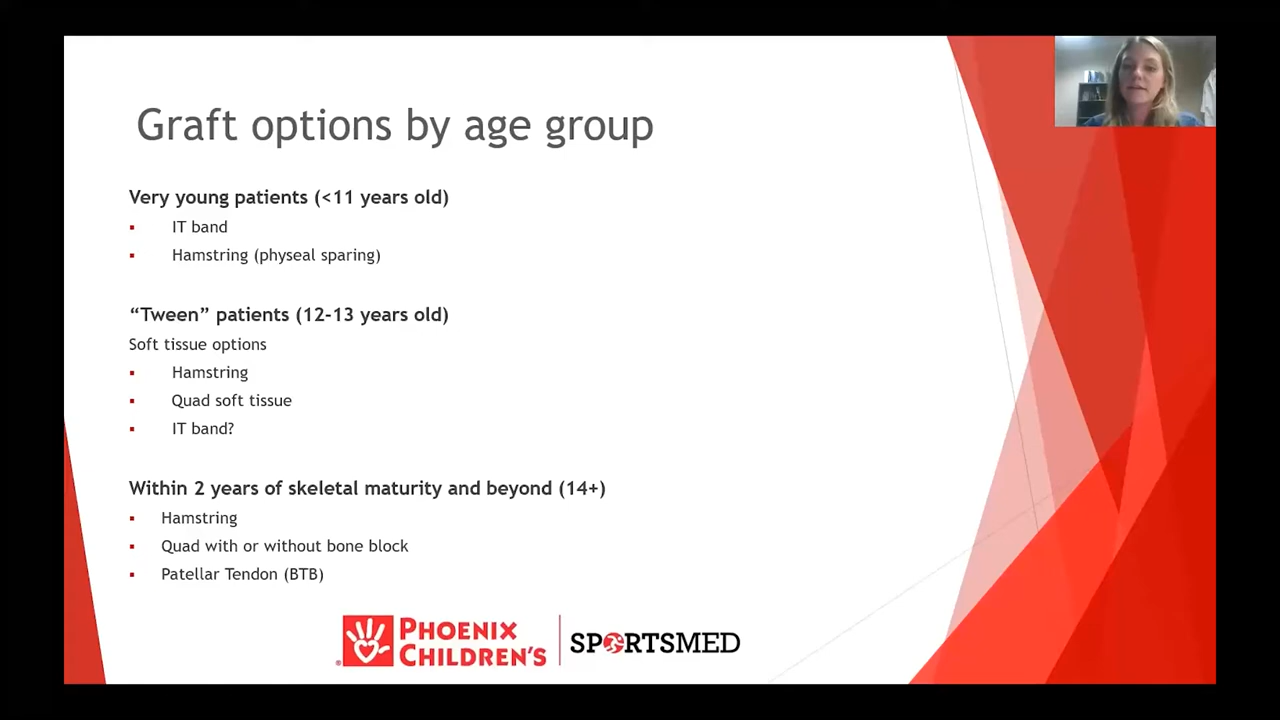 Graft options by age group
Very young patients (<11 years old)
▪ IT band
▪ Hamstring (physeal sparing)
“Tween” patients (12-13 years old)
Soft tissue options
▪ Hamstring
▪ Quad soft tissue
▪ IT band?
Within 2 years of skeletal maturity and beyond (14+)
▪ Hamstring
▪ Quad with or without bone block
▪ Patellar Tendon (BTB)
PHOENIX
CHILDREN'S
SPORTSMED